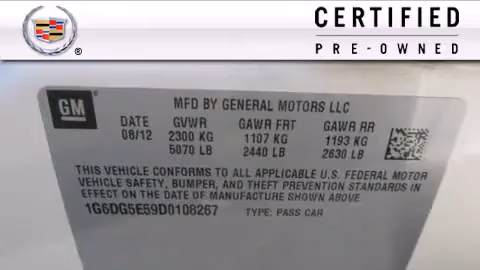 CERTIFIED
PRE-OWNED
®
GM®
MFD BY GENERAL MOTORS LLC
DATE GVWR GAWR FRT GAWR RR
08/12 2300 KG 1107 KG 1193 KG
5070 LB 2440 LB 2630 LB
THIS VEHICLE CONFORMS TO ALL APPLICABLE U.S. FEDERAL MOTOR
VEHICLE SAFETY, BUMPER, AND THEFT PREVENTION STANDARDS IN
EFFECT ON THE DATE OF MANUFACTURE SHOWN ABOVE.
1G6DG5E59D0108267 TYPE: PASS CAR